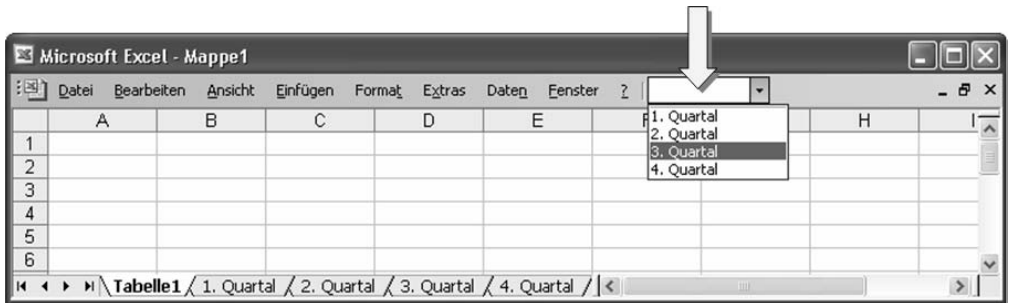 Microsoft Excel - Mappe1
Datei Bearbeiten Ansicht Einfügen Format Extras Daten Fenster ?
A B C D E F H I
1. Quartal
2. Quartal
3. Quartal
4. Quartal
1
2
3
4
5
6
Tabelle1 1. Quartal 2. Quartal 3. Quartal 4. Quartal